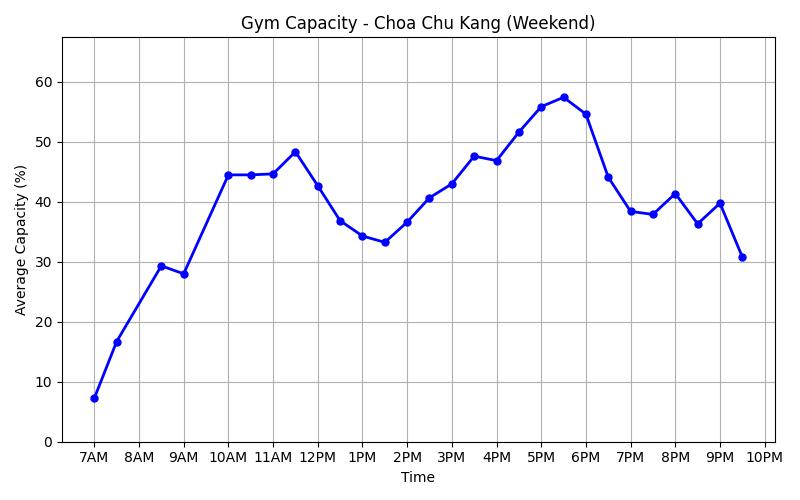 Gym Capacity - Choa Chu Kang (Weekend)
Average Capacity (%)
60
50
40
30
20
10
0
7AM 8AM 9AM 10AM 11AM 12PM 1PM 2PM 3PM 4PM 5PM 6PM 7PM 8PM 9PM 10PM
Time